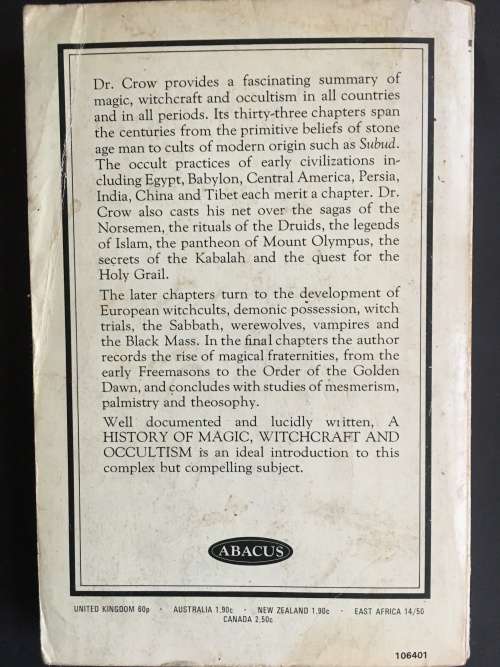 Dr. Crow provides a fascinating summary of
magic, witchcraft and occultism in all countries
and in all periods. Its thirty-three chapters span
the centuries from the primitive beliefs of stone
age man to cults of modern origin such as Subud.
The occult practices of early civilizations in-
cluding Egypt, Babylon, Central America, Persia,
India, China and Tibet each merit a chapter. Dr.
Crow also casts his net over the sagas of the
Norsemen, the rituals of the Druids, the legends
of Islam, the pantheon of Mount Olympus, the
secrets of the Kabalah and the quest for the
Holy Grail.
The later chapters turn to the development of
European witchcults, demonic possession, witch
trials, the Sabbath, werewolves, vampires and
the Black Mass. In the final chapters the author
records the rise of magical fraternities, from the
early Freemasons to the Order of the Golden
Dawn, and concludes with studies of mesmerism,
palmistry and theosophy.
Well documented and lucidly written, A
HISTORY OF MAGIC, WITCHCRAFT AND
OCCULTISM is an ideal introduction to this
complex but compelling subject.
ABACUS
UNITED KINGDOM 60p · AUSTRALIA 1.90c · NEW ZEALAND 1.90c · EAST AFRICA 14/50
CANADA 2.50c
106401